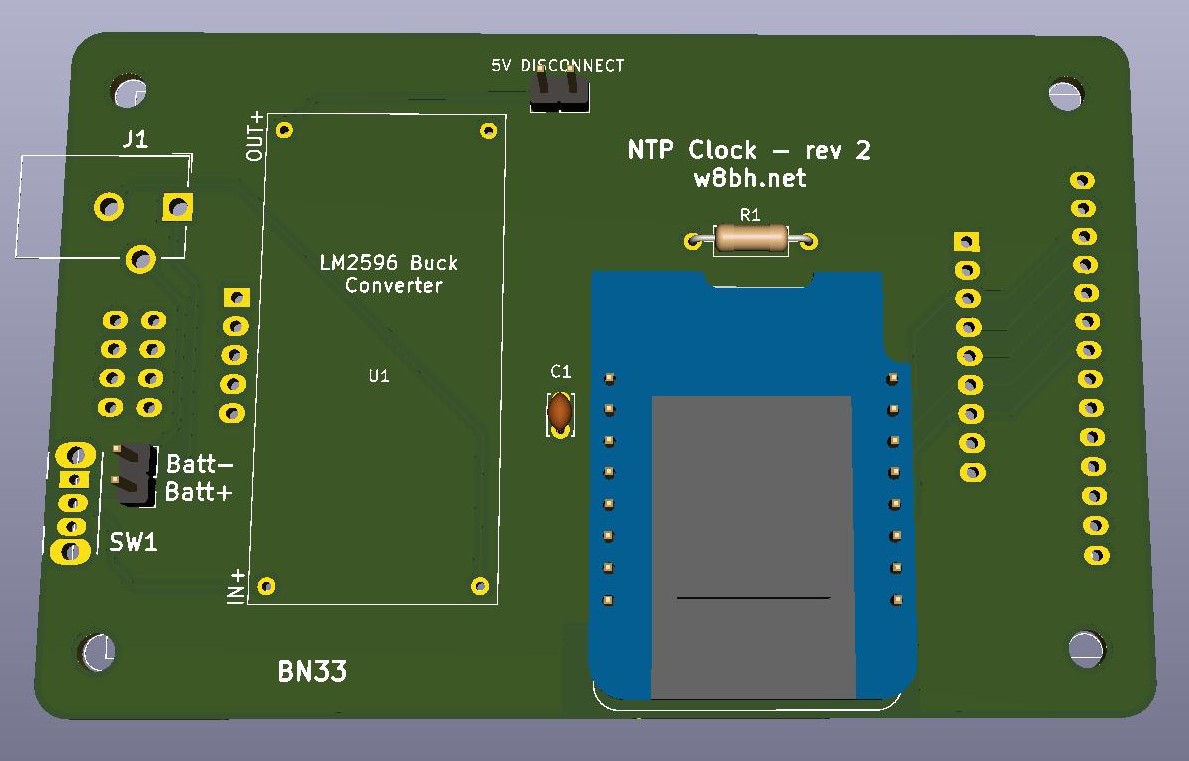 5V DISCONNECT
J1
OUT+
NTP Clock – rev 2
w8bh.net
R1
LM2596 Buck
Converter
U1
C1
Batt–
Batt+
SW1
IN+
BN33